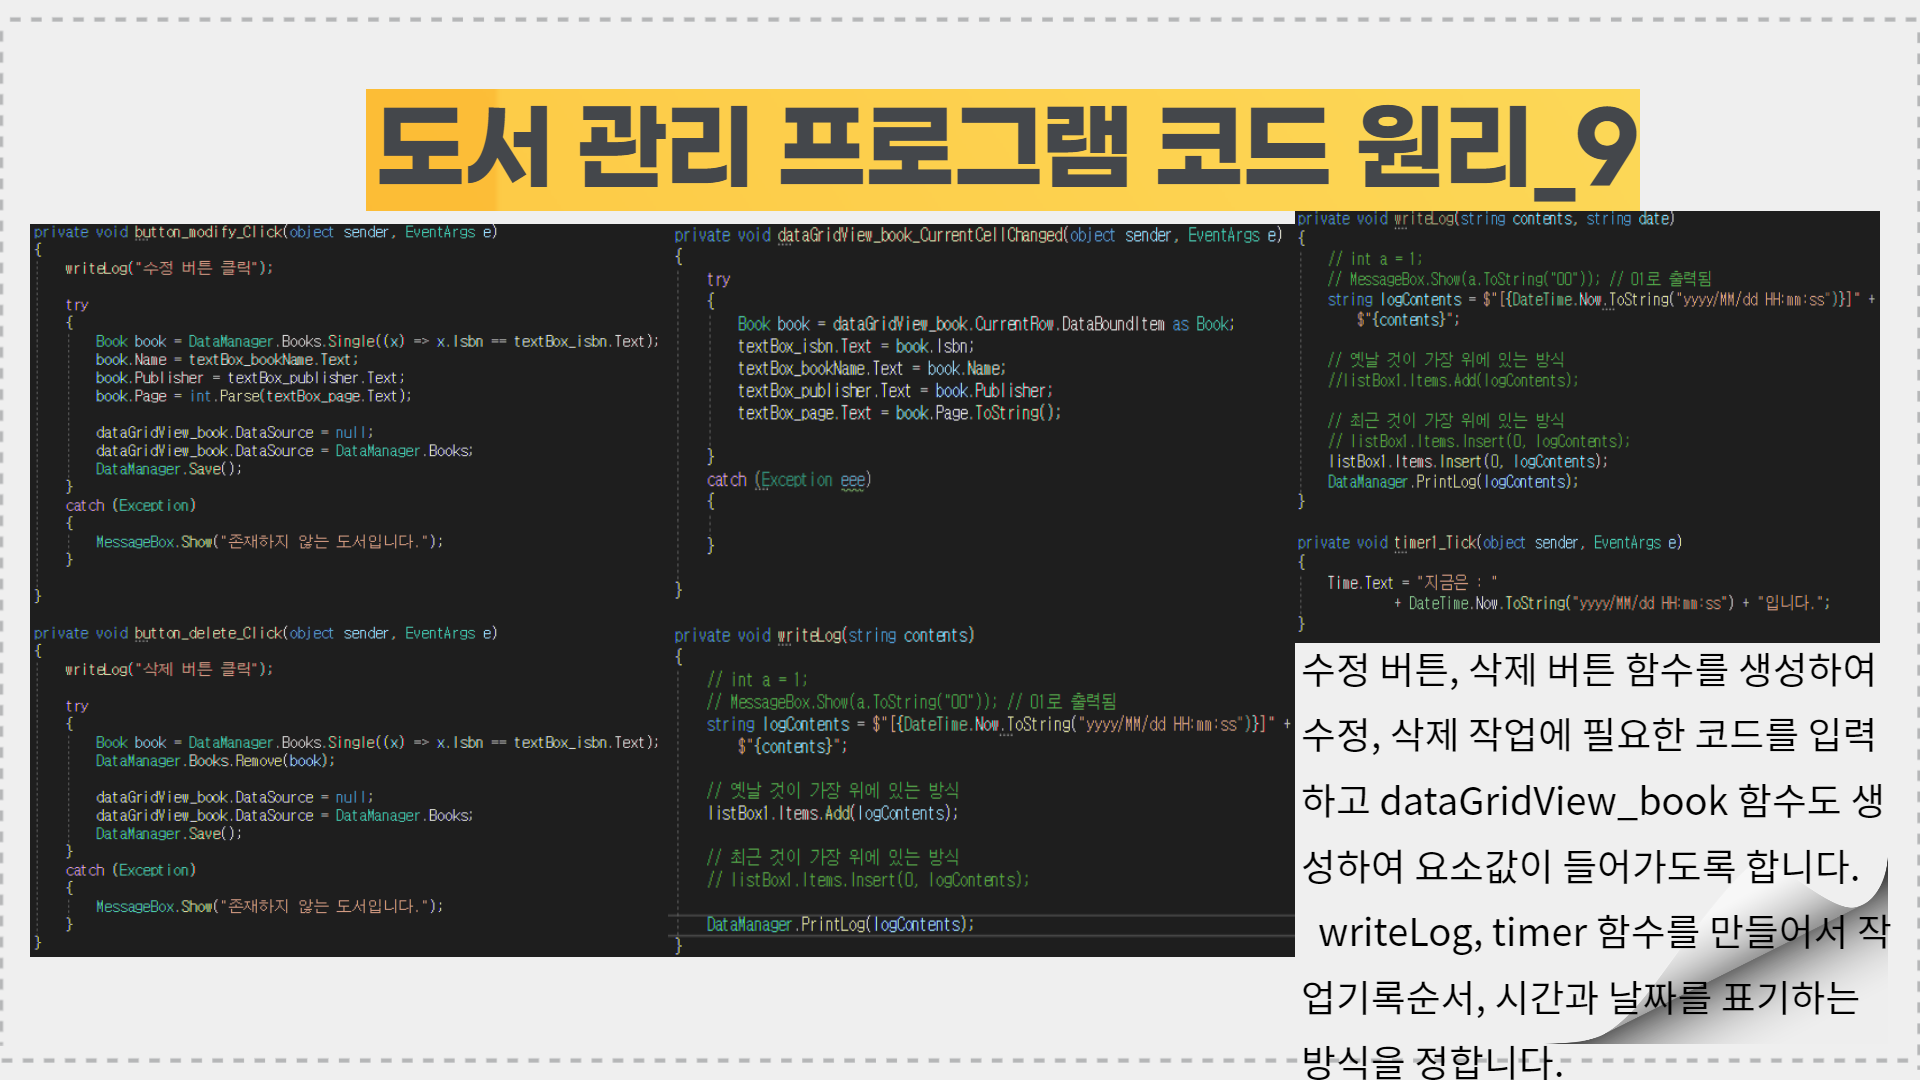 도서 관리 프로그램 코드 원리_9
private void button_modify_Click(object sender, EventArgs e)
{
writeLog("수정 버튼 클릭");
try
{
Book book = DataManager.Books.Single((x) => x.Isbn == textBox_isbn.Text);
book.Name = textBox_bookName.Text;
book.Publisher = textBox_publisher.Text;
book.Page = int.Parse(textBox_page.Text);
dataGridView_book.DataSource = null;
dataGridView_book.DataSource = DataManager.Books;
DataManager.Save();
}
catch (Exception)
{
MessageBox.Show("존재하지 않는 도서입니다.");
}
}
private void button_delete_Click(object sender, EventArgs e)
{
writeLog("삭제 버튼 클릭");
try
{
Book book = DataManager.Books.Single((x) => x.Isbn == textBox_isbn.Text);
DataManager.Books.Remove(book);
dataGridView_book.DataSource = null;
dataGridView_book.DataSource = DataManager.Books;
DataManager.Save();
}
catch (Exception)
{
MessageBox.Show("존재하지 않는 도서입니다.");
}
}
private void dataGridView_book_CurrentCellChanged(object sender, EventArgs e)
{
try
{
Book book = dataGridView_book.CurrentRow.DataBoundItem as Book;
textBox_isbn.Text = book.Isbn;
textBox_bookName.Text = book.Name;
textBox_publisher.Text = book.Publisher;
textBox_page.Text = book.Page.ToString();
}
catch (Exception eee)
{
}
}
private void writeLog(string contents)
{
// int a = 1;
// MessageBox.Show(a.ToString("00")); // 01로 출력됨
string logContents = $"[{DateTime.Now.ToString("yyyy/MM/dd HH:mm:ss")}]" +
$"{contents}";
// 옛날 것이 가장 위에 있는 방식
listBox1.Items.Add(logContents);
// 최근 것이 가장 위에 있는 방식
// listBox1.Items.Insert(0, logContents);
DataManager.PrintLog(logContents);
}
private void writeLog(string contents, string date)
{
// int a = 1;
// MessageBox.Show(a.ToString("00")); // 01로 출력됨
string logContents = $"[{DateTime.Now.ToString("yyyy/MM/dd HH:mm:ss")}]" +
$"{contents}";
// 옛날 것이 가장 위에 있는 방식
//listBox1.Items.Add(logContents);
// 최근 것이 가장 위에 있는 방식
// listBox1.Items.Insert(0, logContents);
listBox1.Items.Insert(0, logContents);
DataManager.PrintLog(logContents);
}
private void timer1_Tick(object sender, EventArgs e)
{
Time.Text = "지금은 : "
+ DateTime.Now.ToString("yyyy/MM/dd HH:mm:ss") + "입니다.";
}
수정 버튼, 삭제 버튼 함수를 생성하여
수정, 삭제 작업에 필요한 코드를 입력
하고 dataGridView_book 함수도 생
성하여 요소값이 들어가도록 합니다.
writeLog, timer 함수를 만들어서 작
업기록순서, 시간과 날짜를 표기하는
방식을 정합니다.